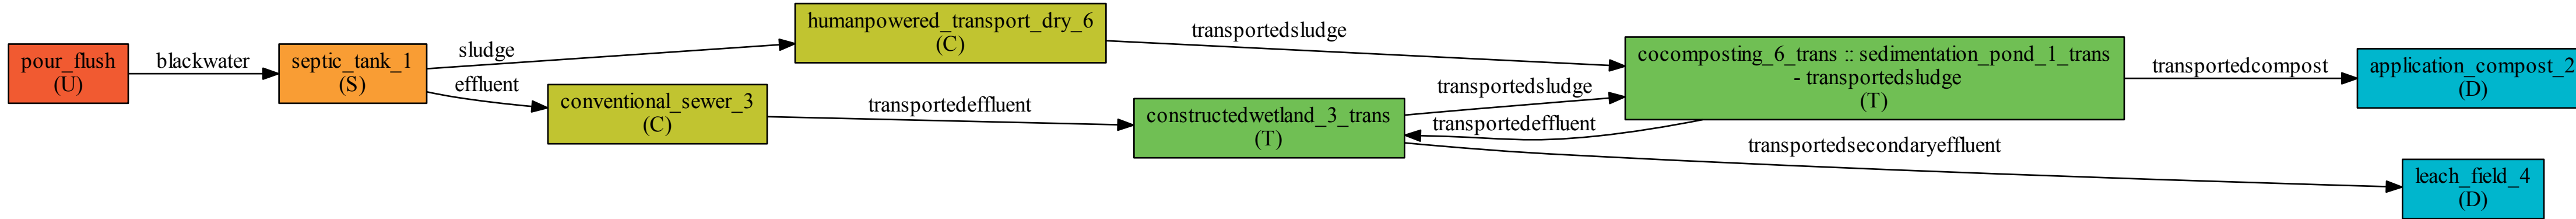 pour_flush
(U)
blackwater
septic_tank_1
(S)
sludge
effluent
humanpowered_transport_dry_6
(C)
conventional_sewer_3
(C)
transportedsludge
transportedeffluent
constructedwetland_3_trans
(T)
transportedsludge
transportedeffluent
cocomposting_6_trans :: sedimentation_pond_1_trans
- transportedsludge
(T)
transportedsecondaryeffluent
transportedcompost
application_compost_2
(D)
leach_field_4
(D)